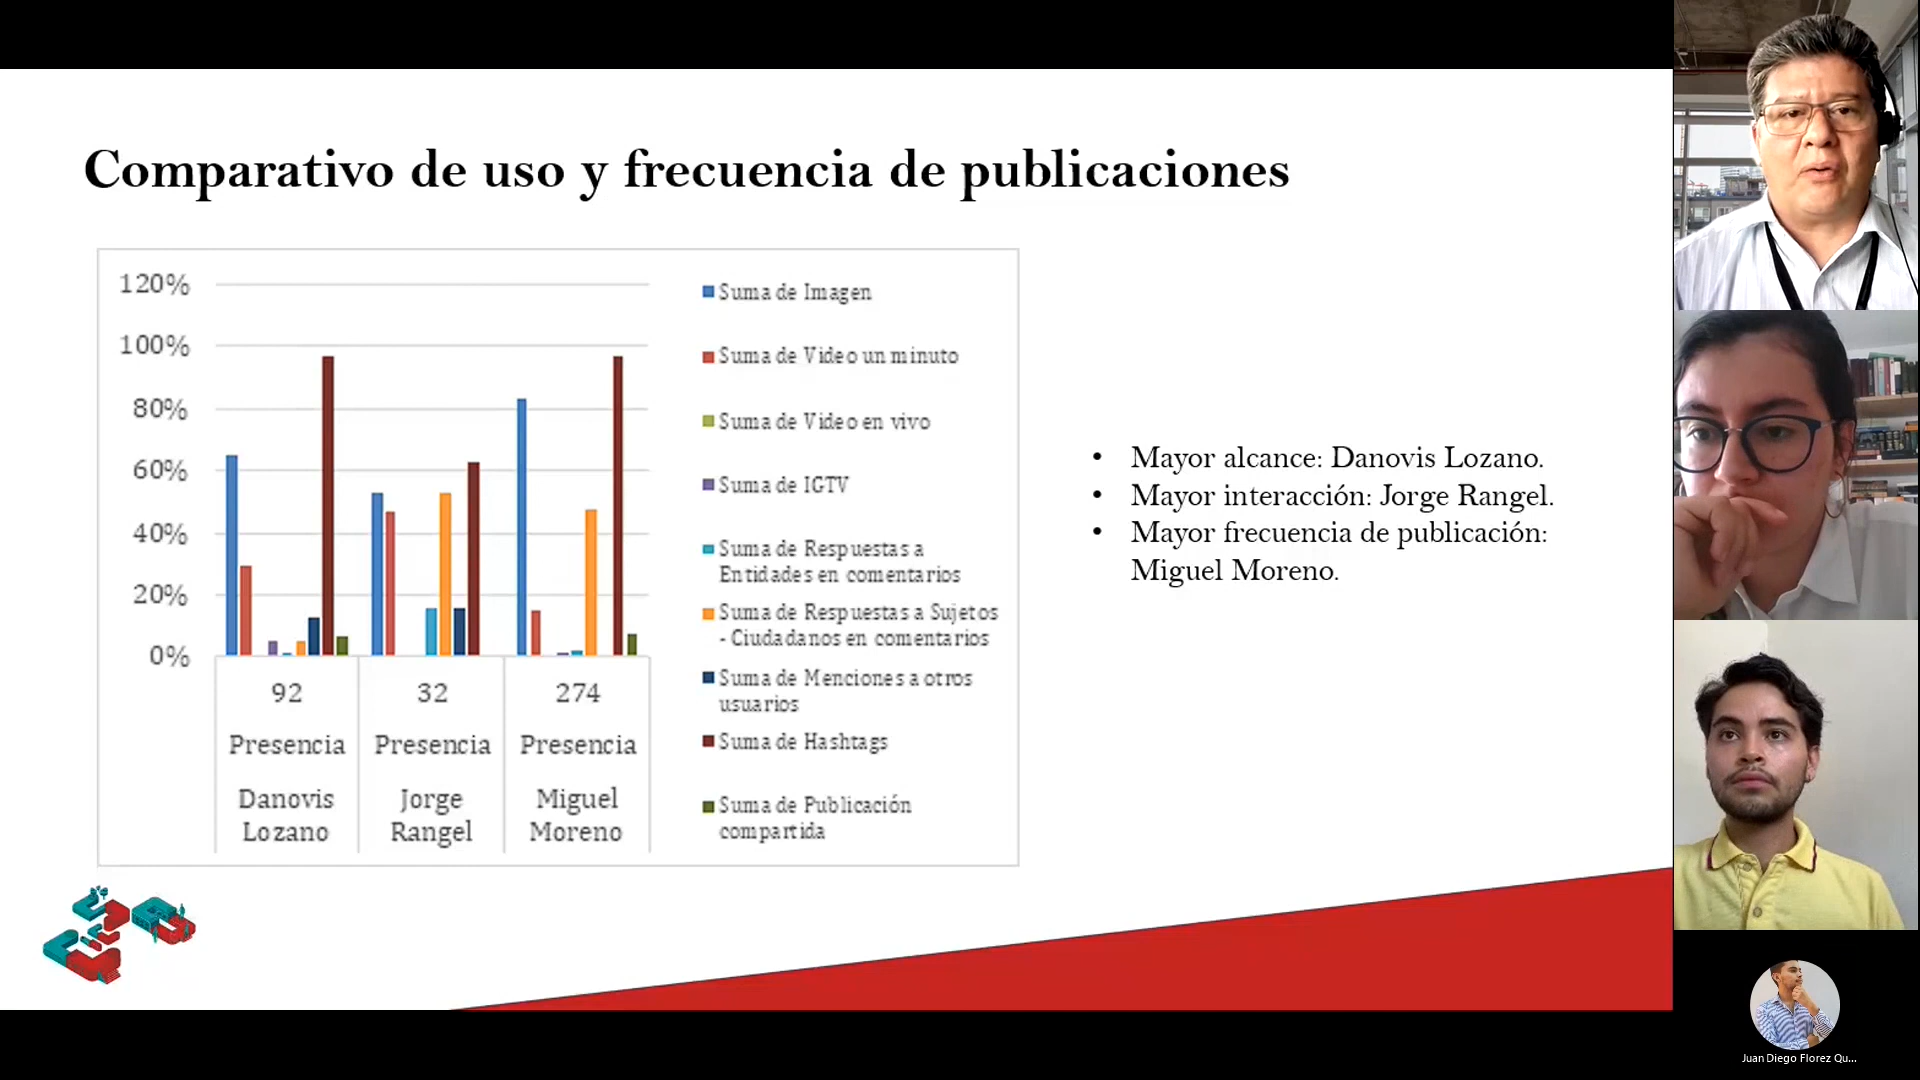 Comparativo de uso y frecuencia de publicaciones
120%
100%
80%
60%
40%
20%
0%
92
32
274
Presencia
Presencia
Presencia
Danovis
Lozano
Jorge
Rangel
Miguel
Moreno
Suma de Imagen
Suma de Video un minuto
Suma de Video en vivo
Suma de IGTV
Suma de Respuestas a
Entidades en comentarios
Suma de Respuestas a Sujetos
- Ciudadanos en comentarios
Suma de Menciones a otros
usuarios
Suma de Hashtags
Suma de Publicación
compartida
• Mayor alcance: Danovis Lozano.
• Mayor interacción: Jorge Rangel.
• Mayor frecuencia de publicación:
Miguel Moreno.
Juan Diego Florez Qu...